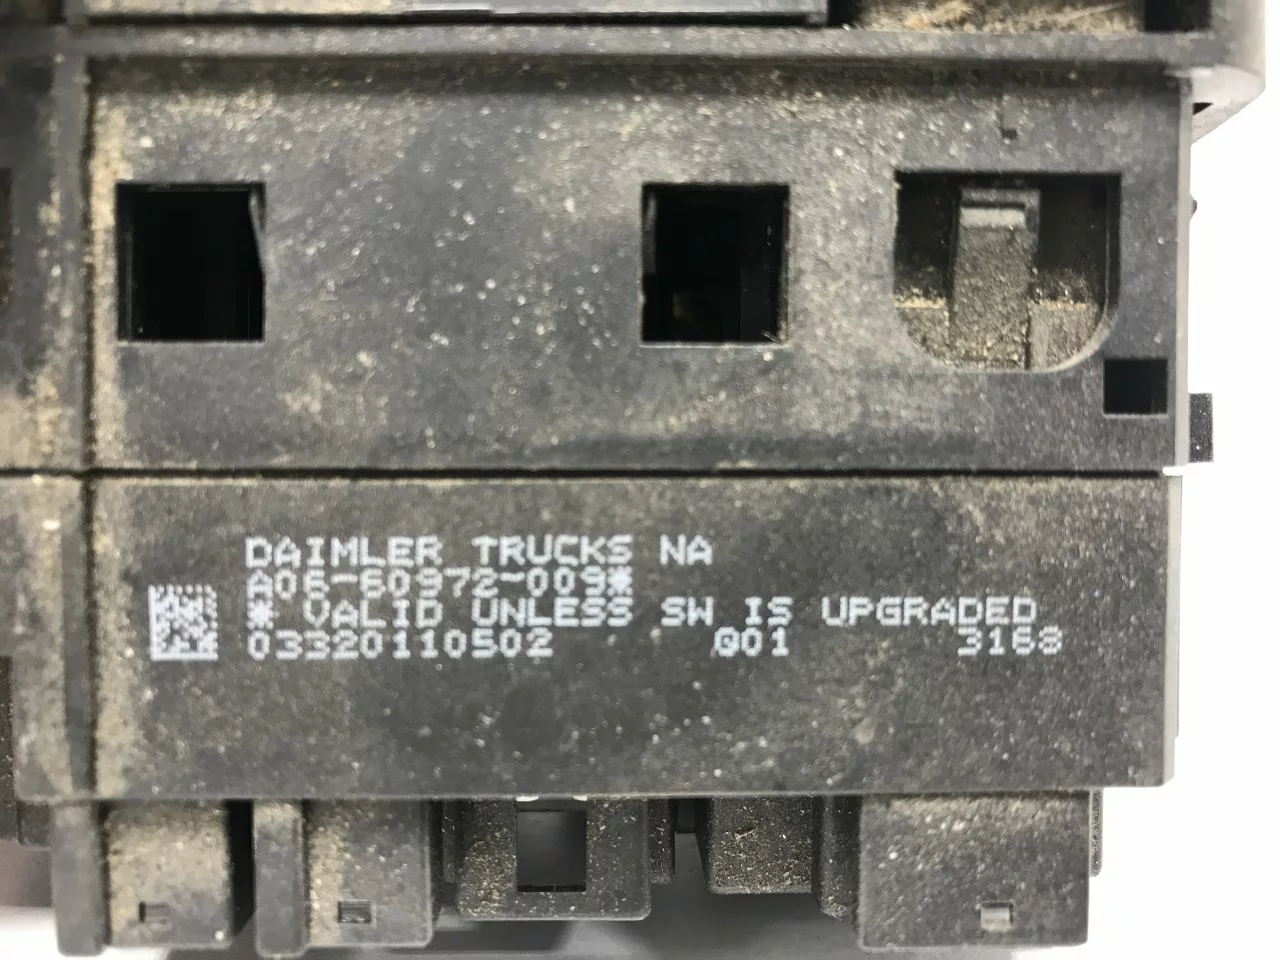 DAIMLER TRUCKS NA
A06-60972-009*
* VALID UNLESS SW IS UPGRADED
03320110502 Q01 3168